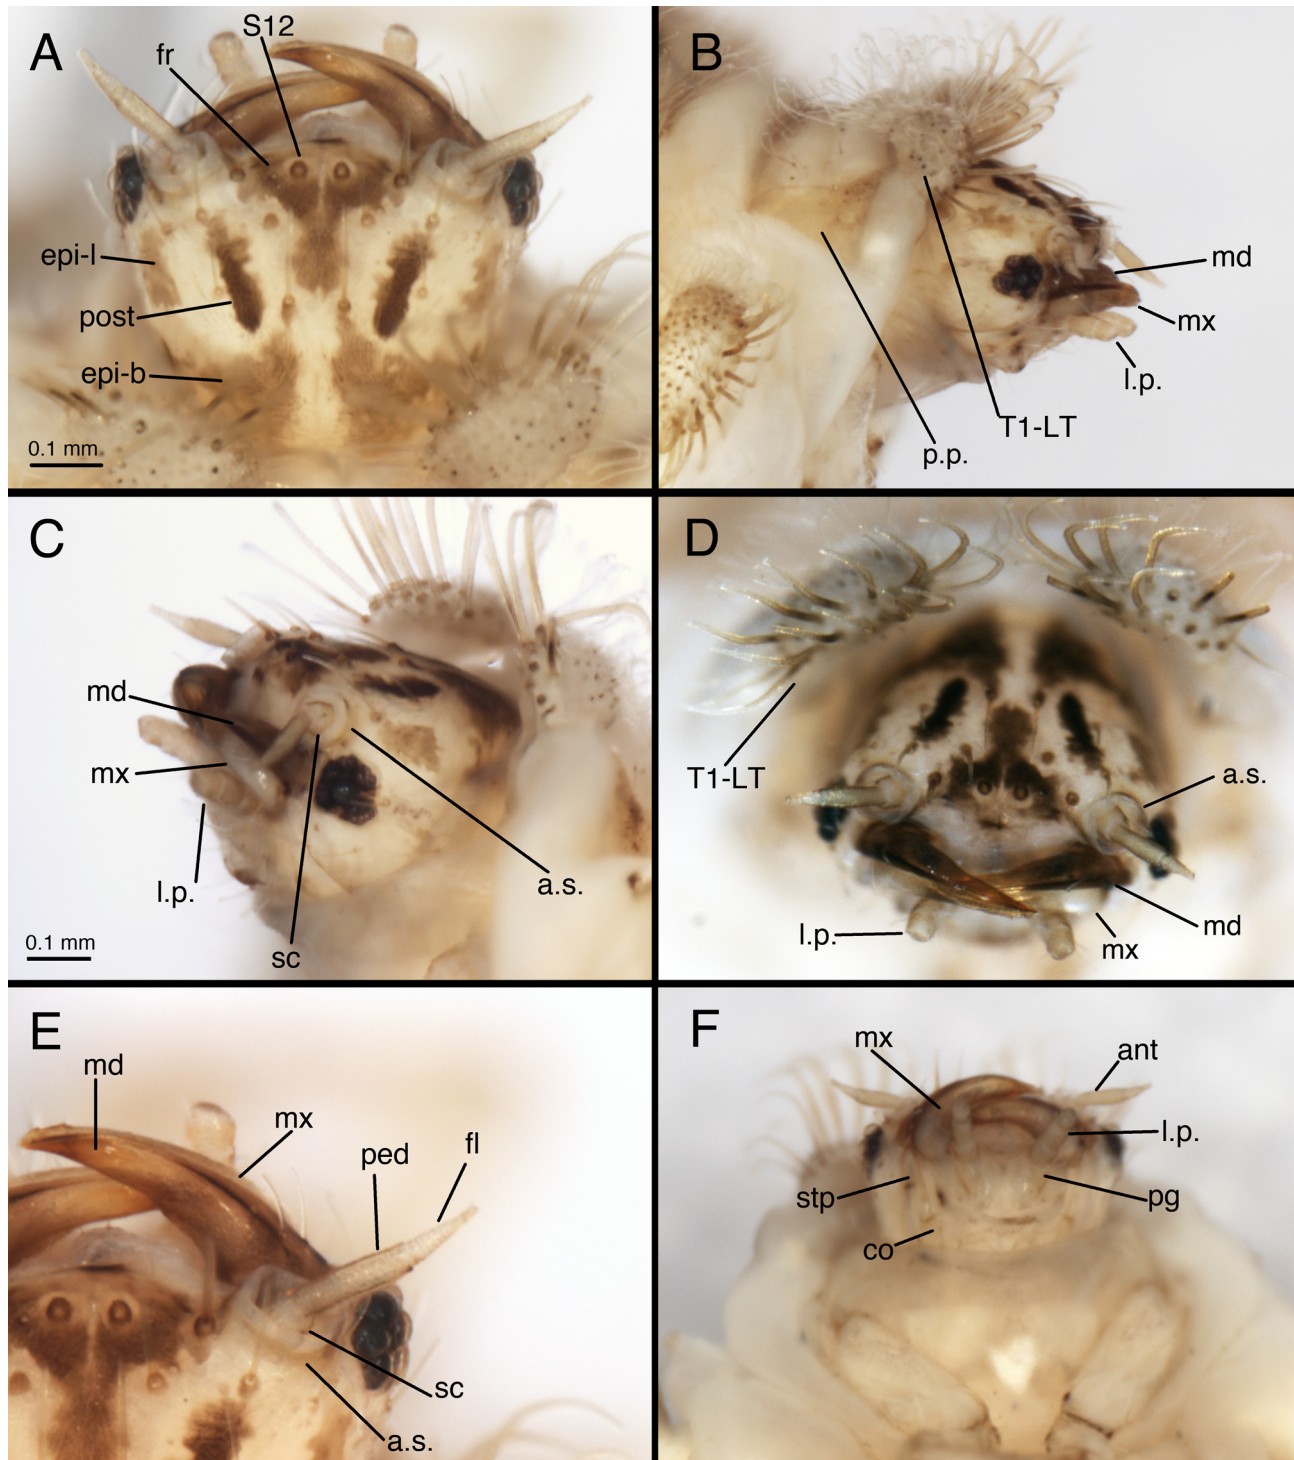 A
S12
fr
epi-l
post
epi-b
0.1 mm
B
md
mx
l.p.
T1-LT
p.p.
C
md
mx
l.p.
a.s.
sc
0.1 mm
D
T1-LT
a.s.
l.p.
md
mx
E
md
mx
ped
fl
sc
a.s.
F
mx
ant
l.p.
stp
pg
co